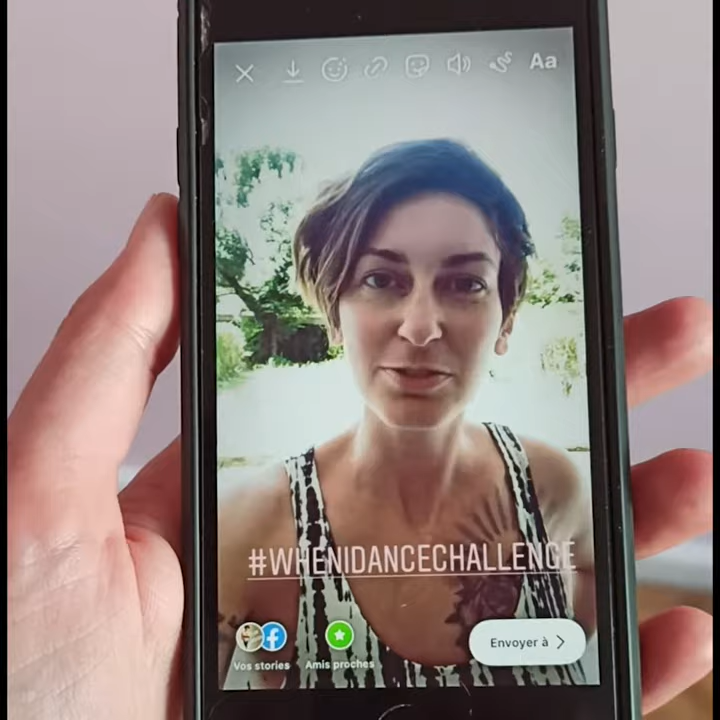 Aa
#WHENIDANCECHALLENGE
Vos stories
Amis proches
Envoyer à